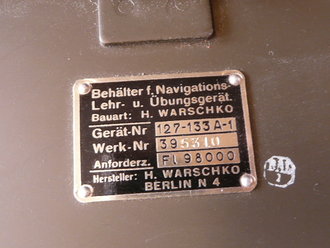 Behälter f. Navigations-
Lehr- u. Übungsgerät.
Bauart: H. WARSCHKO
Gerät-Nr 127-133 A-1
Werk-Nr 395310
Anforderz. Fl 98000
Hersteller: H. WARSCHKO
BERLIN N 4